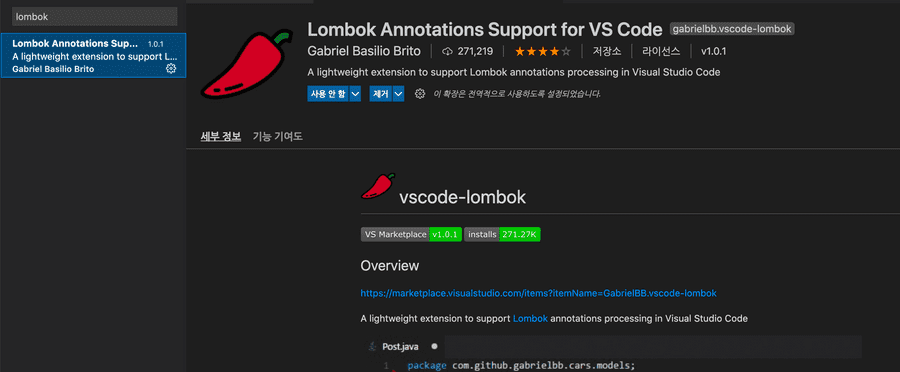 lombok
Lombok Annotations Sup... 1.0.1
A lightweight extension to support L...
Gabriel Basilio Brito
Lombok Annotations Support for VS Code gabrielbb.vscode-lombok
Gabriel Basilio Brito 271,219 저장소 라이선스 v1.0.1
A lightweight extension to support Lombok annotations processing in Visual Studio Code
사용 안 함 제거 이 확장은 전역적으로 사용하도록 설정되었습니다.
세부 정보 기능 기여도
vscode-lombok
VS Marketplace v1.0.1 installs 271.27K
Overview
https://marketplace.visualstudio.com/items?itemName=GabrielBB.vscode-lombok
A lightweight extension to support Lombok annotations processing in Visual Studio Code
Post.java
1 package com.github.gabrielbb.cars.models;